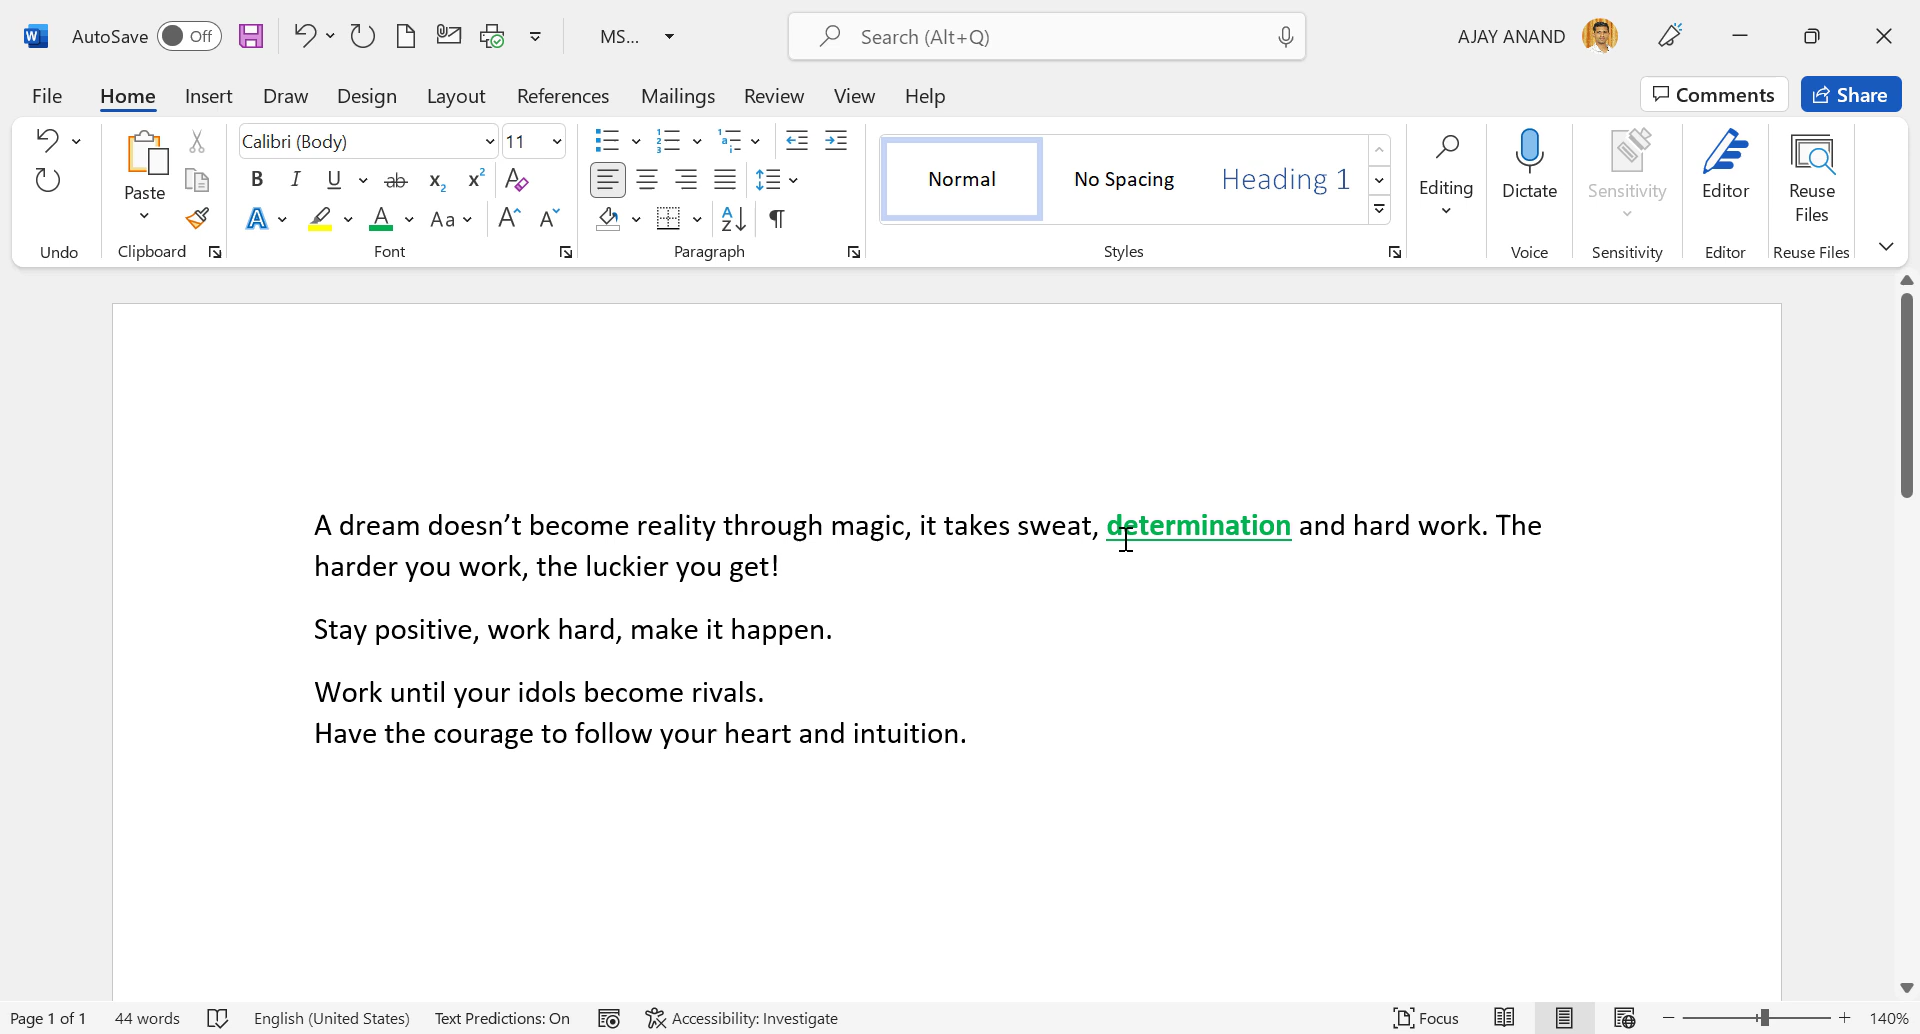 AutoSave Off MS... Search (Alt+Q) AJAY ANAND
File Home Insert Draw Design Layout References Mailings Review View Help Comments Share
Calibri (Body) 11
Paste
Normal No Spacing Heading 1
Editing Dictate Sensitivity Editor Reuse Files
Undo Clipboard Font Paragraph Styles Voice Sensitivity Editor Reuse Files
A dream doesn’t become reality through magic, it takes sweat, determination and hard work. The
harder you work, the luckier you get!
Stay positive, work hard, make it happen.
Work until your idols become rivals.
Have the courage to follow your heart and intuition.
Page 1 of 1 44 words English (United States) Text Predictions: On Accessibility: Investigate Focus 140%